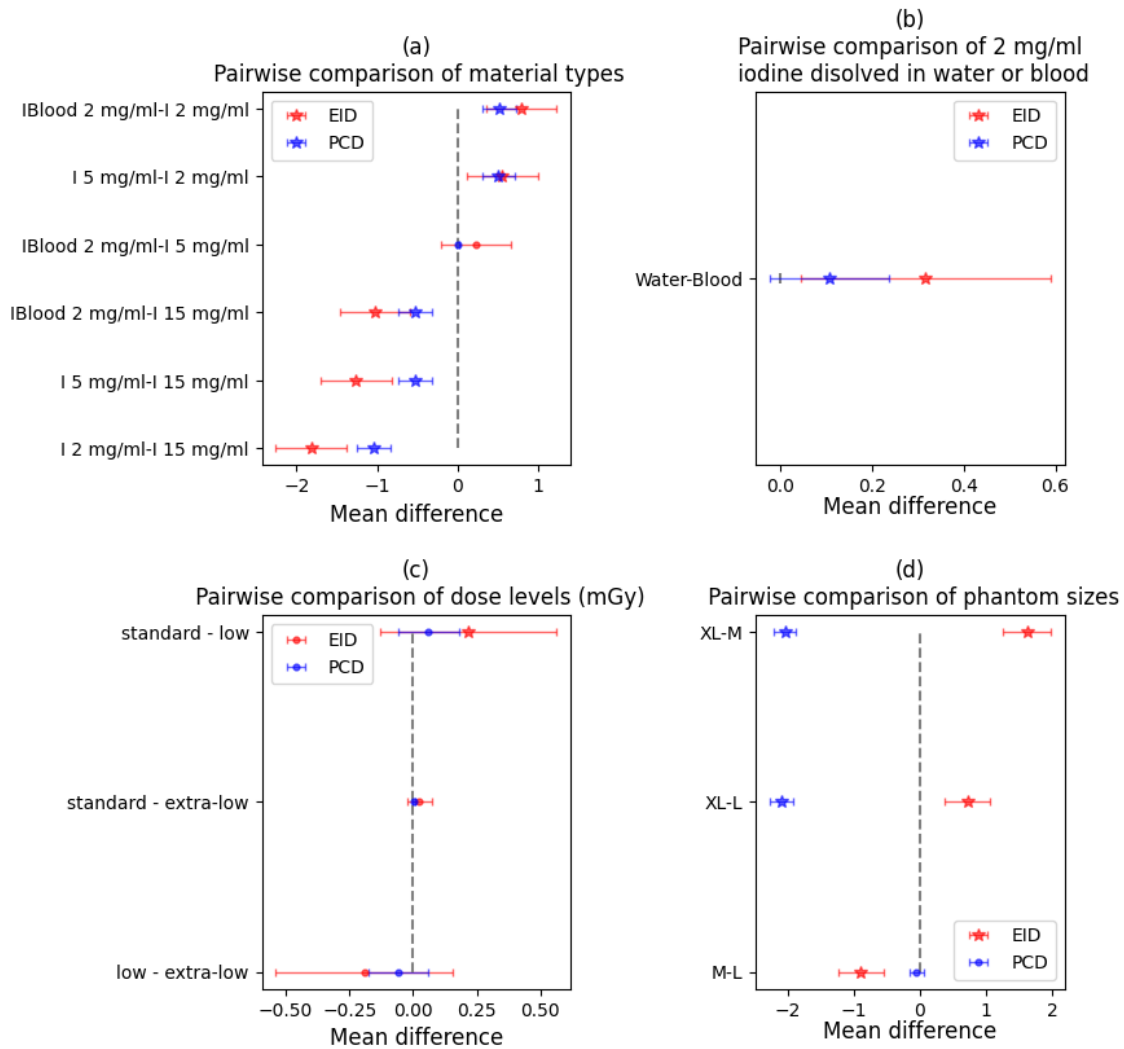 (a)
Pairwise comparison of material types
IBlood 2 mg/ml-I 2 mg/ml
I 5 mg/ml-I 2 mg/ml
IBlood 2 mg/ml-I 5 mg/ml
IBlood 2 mg/ml-I 15 mg/ml
I 5 mg/ml-I 15 mg/ml
I 2 mg/ml-I 15 mg/ml
EID
PCD
−2 −1 0 1
Mean difference
(b)
Pairwise comparison of 2 mg/ml
iodine disolved in water or blood
EID
PCD
Water-Blood
0.0 0.2 0.4 0.6
Mean difference
(c)
Pairwise comparison of dose levels (mGy)
standard - low
standard - extra-low
low - extra-low
EID
PCD
−0.50 −0.25 0.00 0.25 0.50
Mean difference
(d)
Pairwise comparison of phantom sizes
XL-M
XL-L
M-L
EID
PCD
−2 −1 0 1 2
Mean difference